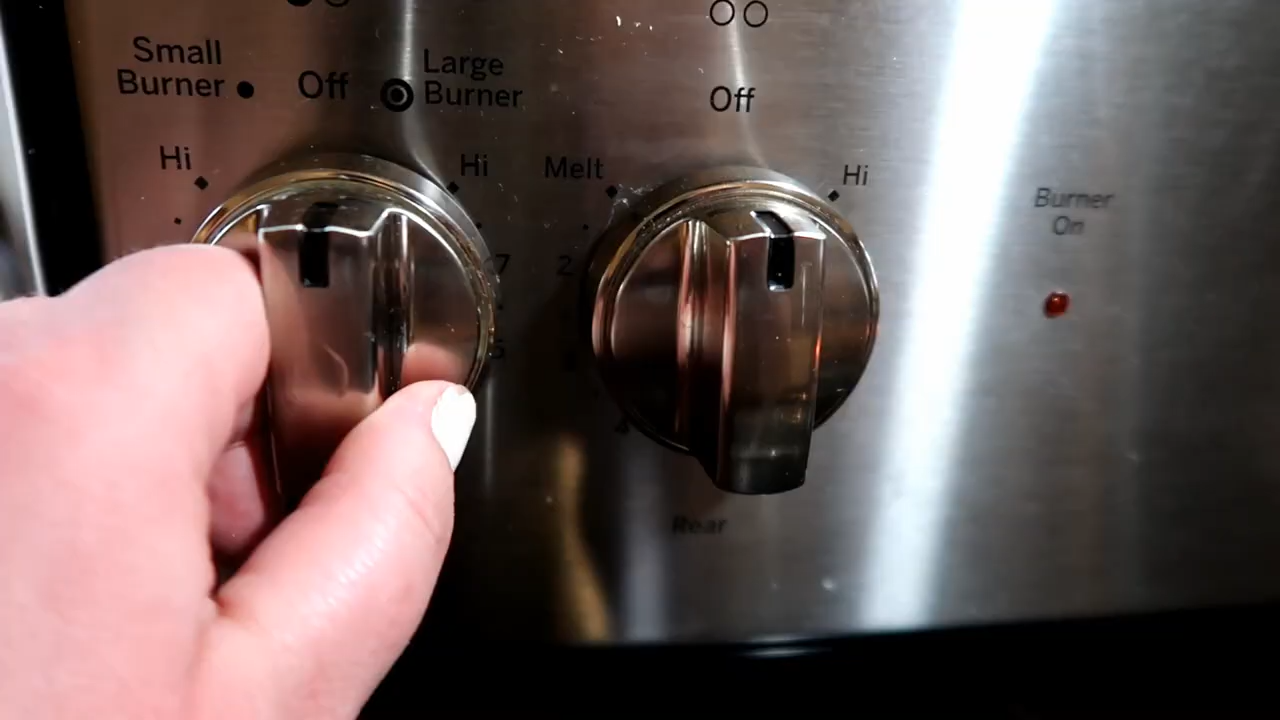 Small
Burner
Off
Large
Burner
Off
Hi
Hi
Melt
Hi
Burner
On
7
2
Rear